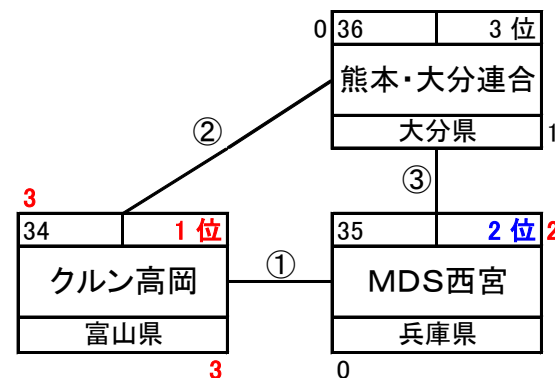 0 36 3 位
熊本・大分連合
大分県 1
②
③
3
34 1 位
クルン高岡
富山県
3
①
35 2 位 2
MDS西宮
兵庫県
0